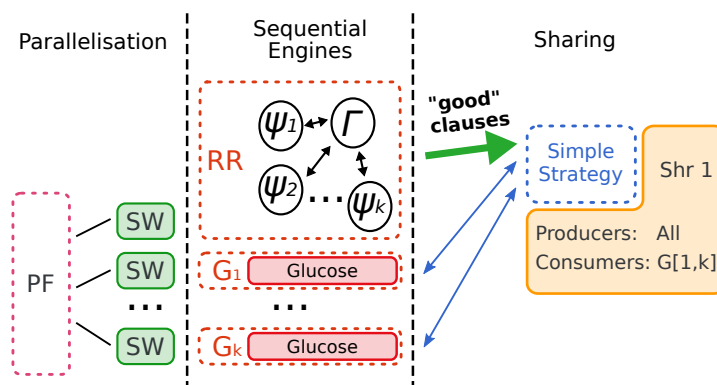 Parallelisation
Sequential
Engines
Sharing
"good"
clauses
ψ1
Γ
RR
ψ2
...
ψk
Simple
Strategy
Shr 1
Producers: All
Consumers: G[1,k]
PF
SW
SW
...
SW
G1
Glucose
...
Gk
Glucose